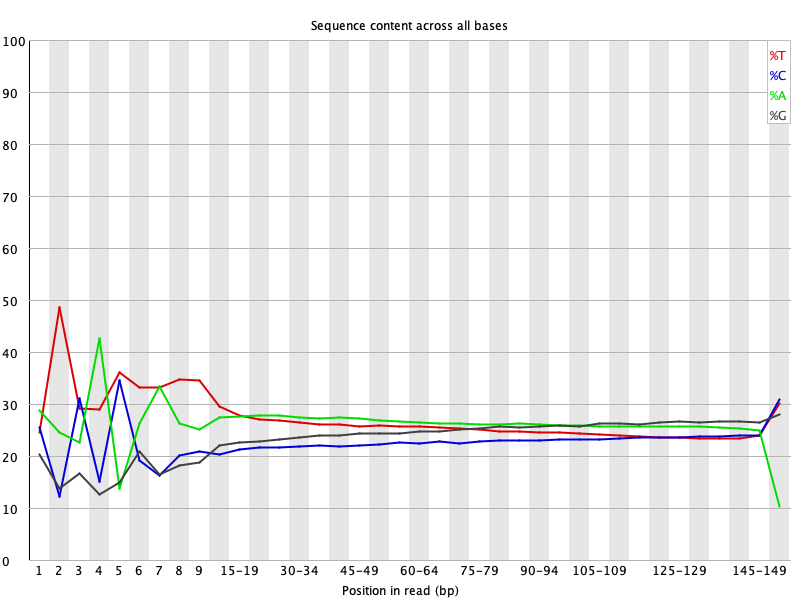 Sequence content across all bases
100
90
80
70
60
50
40
30
20
10
0
%T
%C
%A
%G
1 2 3 4 5 6 7 8 9 15-19 30-34 45-49 60-64 75-79 90-94 105-109 125-129 145-149
Position in read (bp)